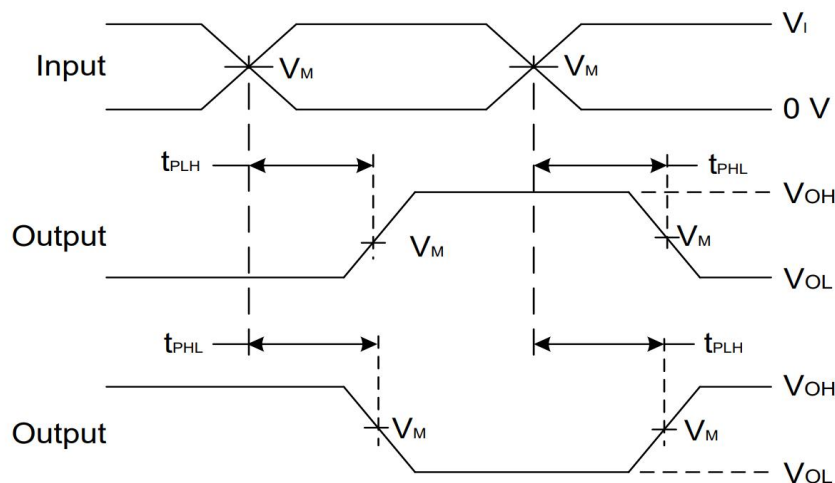 VI
Input VM VM
0 V
tPLH tPHL
VOH
Output VM VM
VOL
tPHL tPLH
VOH
Output VM VM
VOL